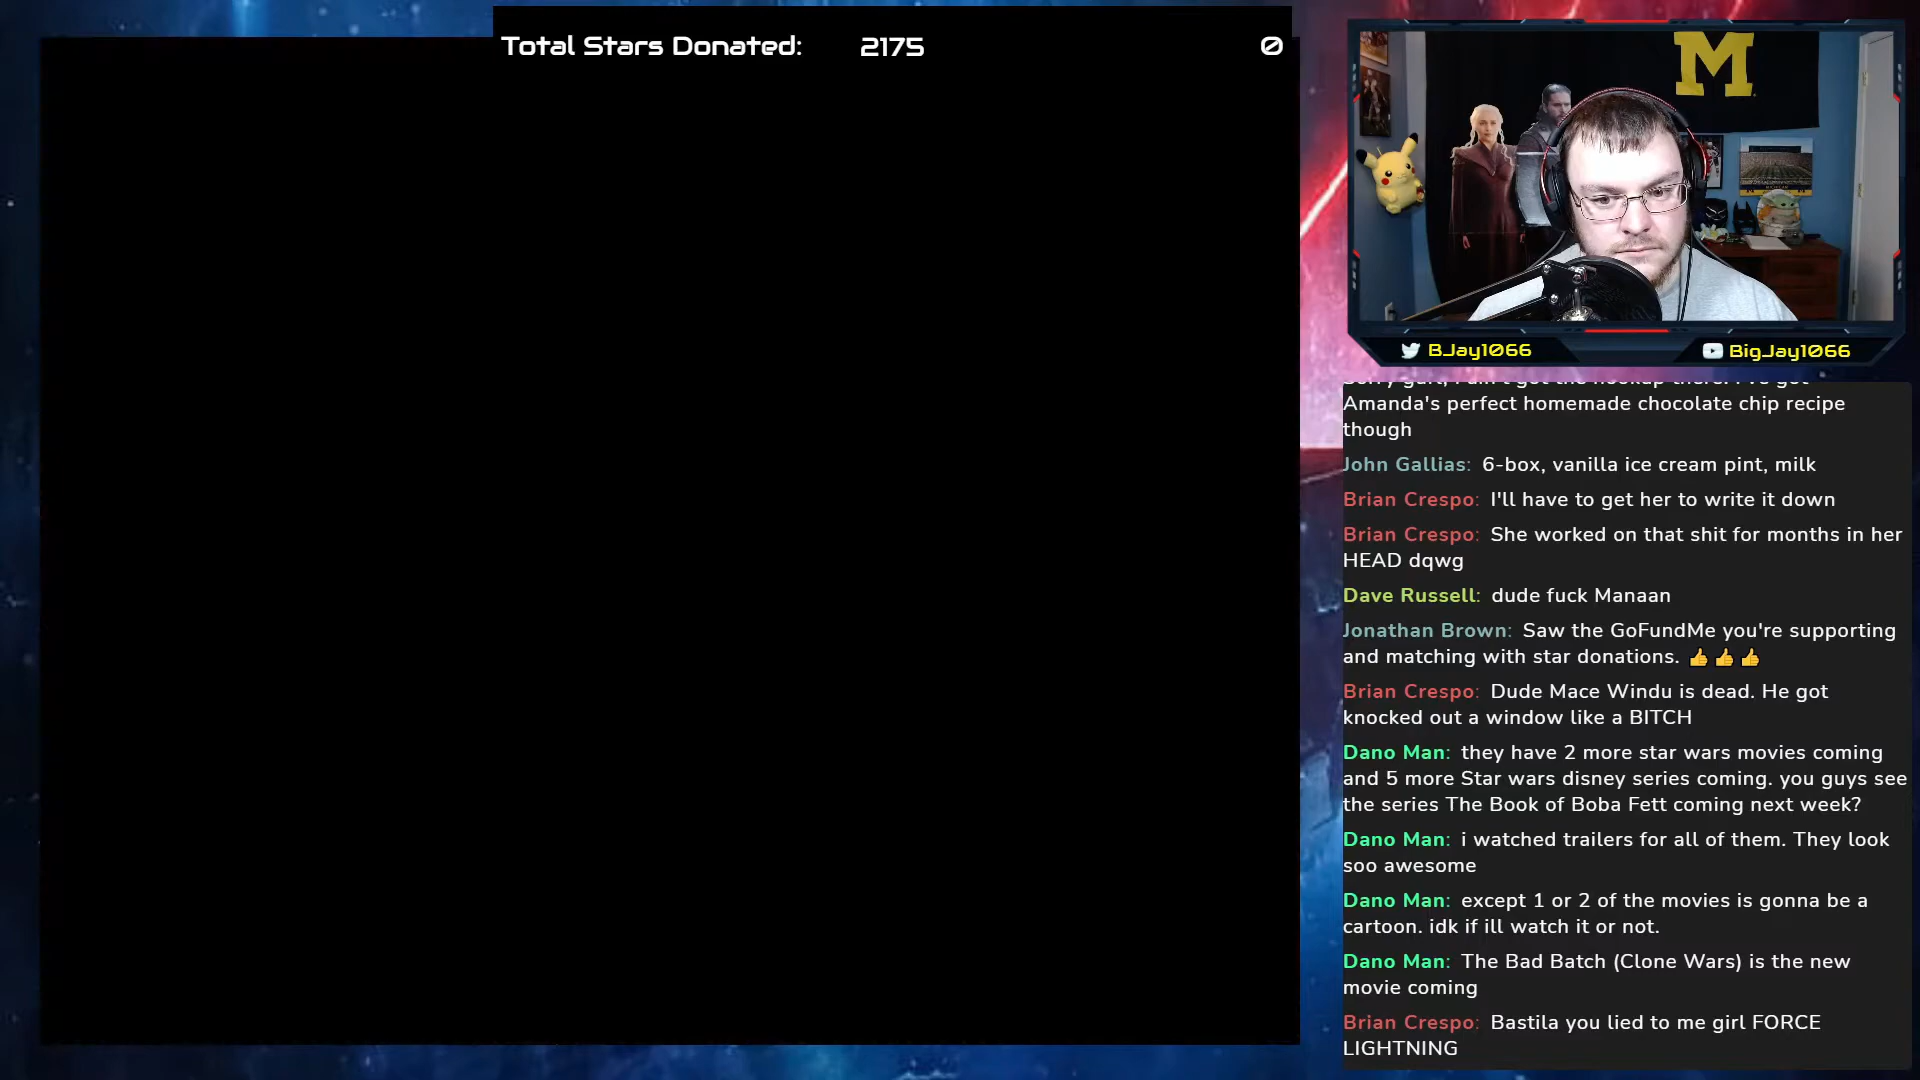 Total Stars Donated: 2175 0
M
BJay1066 BigJay1066
Amanda's perfect homemade chocolate chip recipe
though
John Gallias: 6-box, vanilla ice cream pint, milk
Brian Crespo: I'll have to get her to write it down
Brian Crespo: She worked on that shit for months in her
HEAD dqwg
Dave Russell: dude fuck Manaan
Jonathan Brown: Saw the GoFundMe you're supporting
and matching with star donations. 👍👍👍
Brian Crespo: Dude Mace Windu is dead. He got
knocked out a window like a BITCH
Dano Man: they have 2 more star wars movies coming
and 5 more Star wars disney series coming. you guys see
the series The Book of Boba Fett coming next week?
Dano Man: i watched trailers for all of them. They look
soo awesome
Dano Man: except 1 or 2 of the movies is gonna be a
cartoon. idk if ill watch it or not.
Dano Man: The Bad Batch (Clone Wars) is the new
movie coming
Brian Crespo: Bastila you lied to me girl FORCE
LIGHTNING